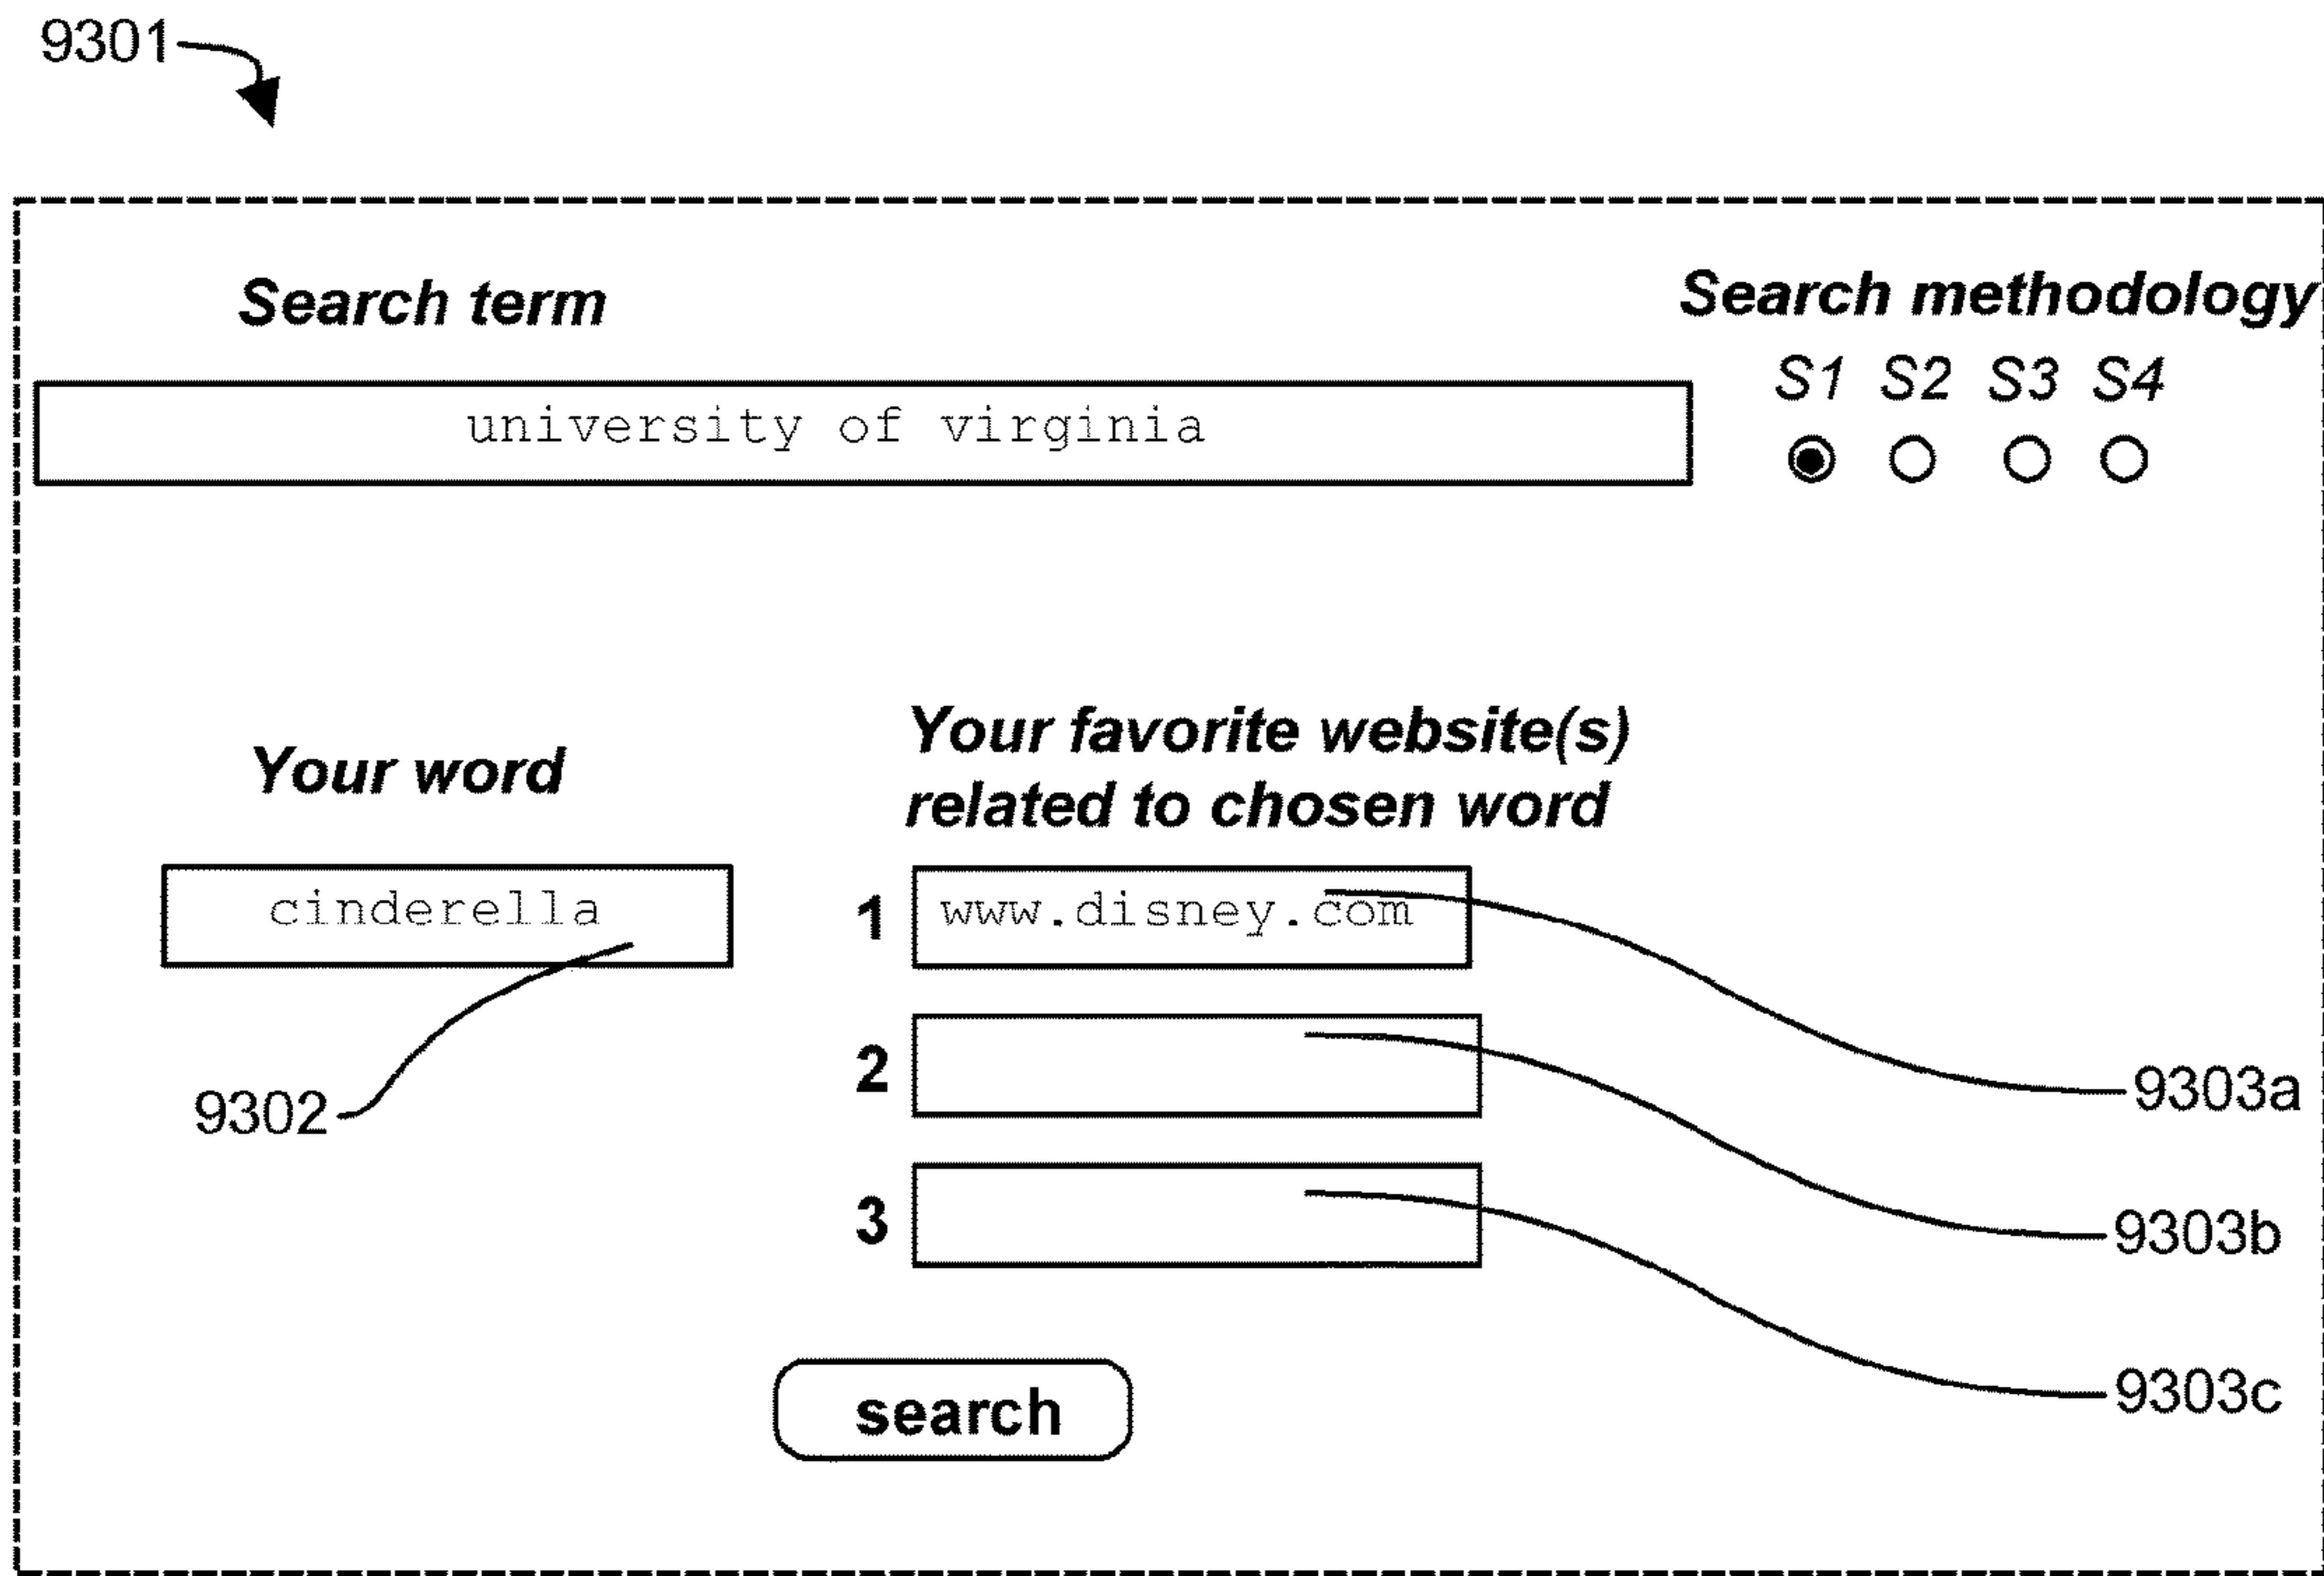 9301
Search term
Search methodology
S1 S2 S3 S4
university of virginia
Your word
Your favorite website(s)
related to chosen word
cinderella
1 www.disney.com
2
9303a
9302
3
9303b
9303c
search